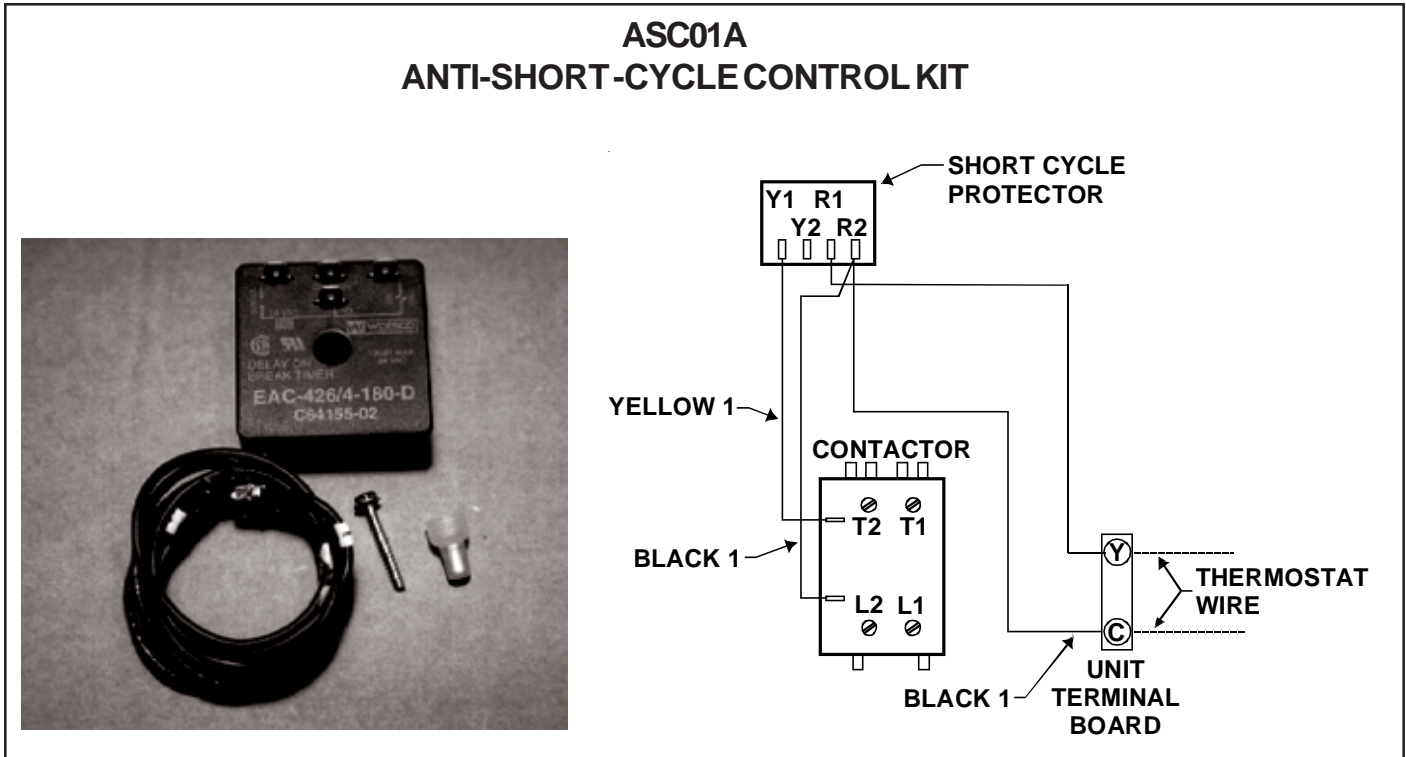 ASC01A
ANTI-SHORT-CYCLE CONTROL KIT
SHORT CYCLE
PROTECTOR
Y1 R1
Y2 R2
YELLOW 1
CONTACTOR
T2 T1
BLACK 1
L2 L1
Y
THERMOSTAT
WIRE
C
BLACK 1
UNIT
TERMINAL
BOARD
DELAY ON
BREAK TIMER
EAC-426/4-180-D
C64155-02